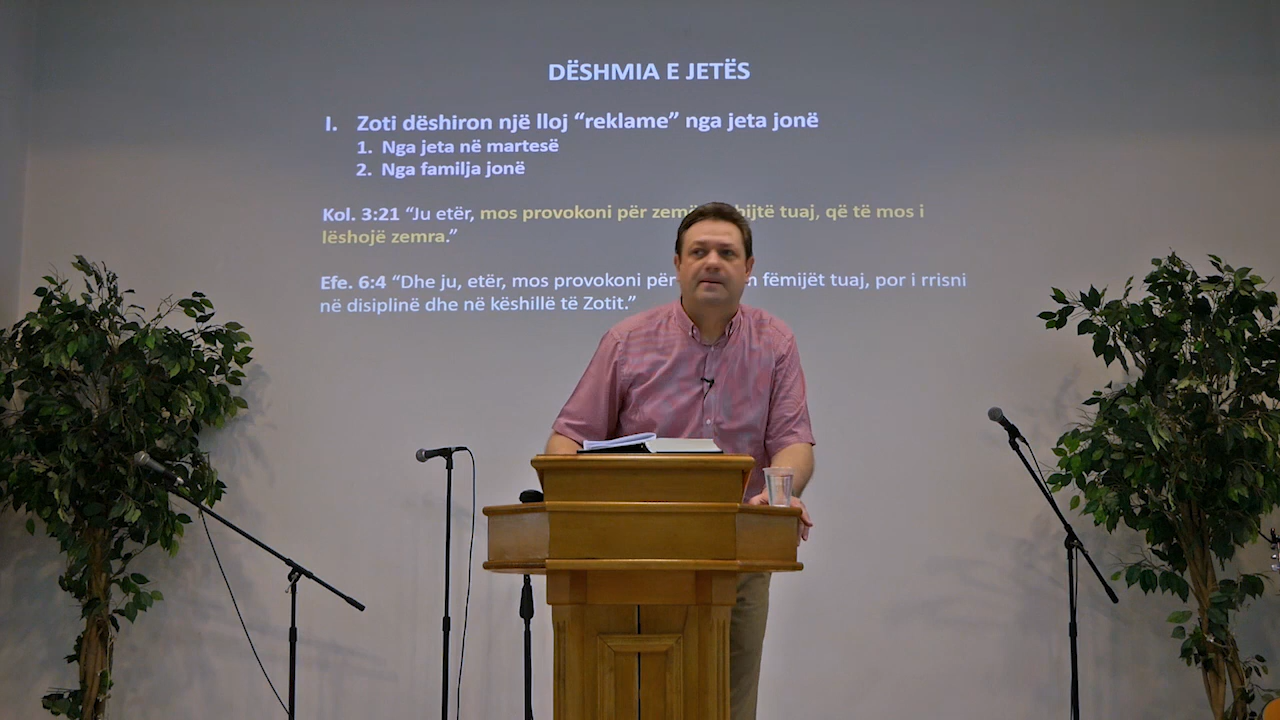 DËSHMIA E JETËS
I. Zoti dëshiron një lloj “reklame” nga jeta jonë
1. Nga jeta në martesë
2. Nga familja jonë
Kol. 3:21 “Ju etër, mos provokoni për bijtë tuaj, që të mos i
lëshojë zemra.”
Efe. 6:4 “Dhe ju, etër, mos provokoni për fëmijët tuaj, por i rrisni
në disiplinë dhe në këshillë të Zotit.”